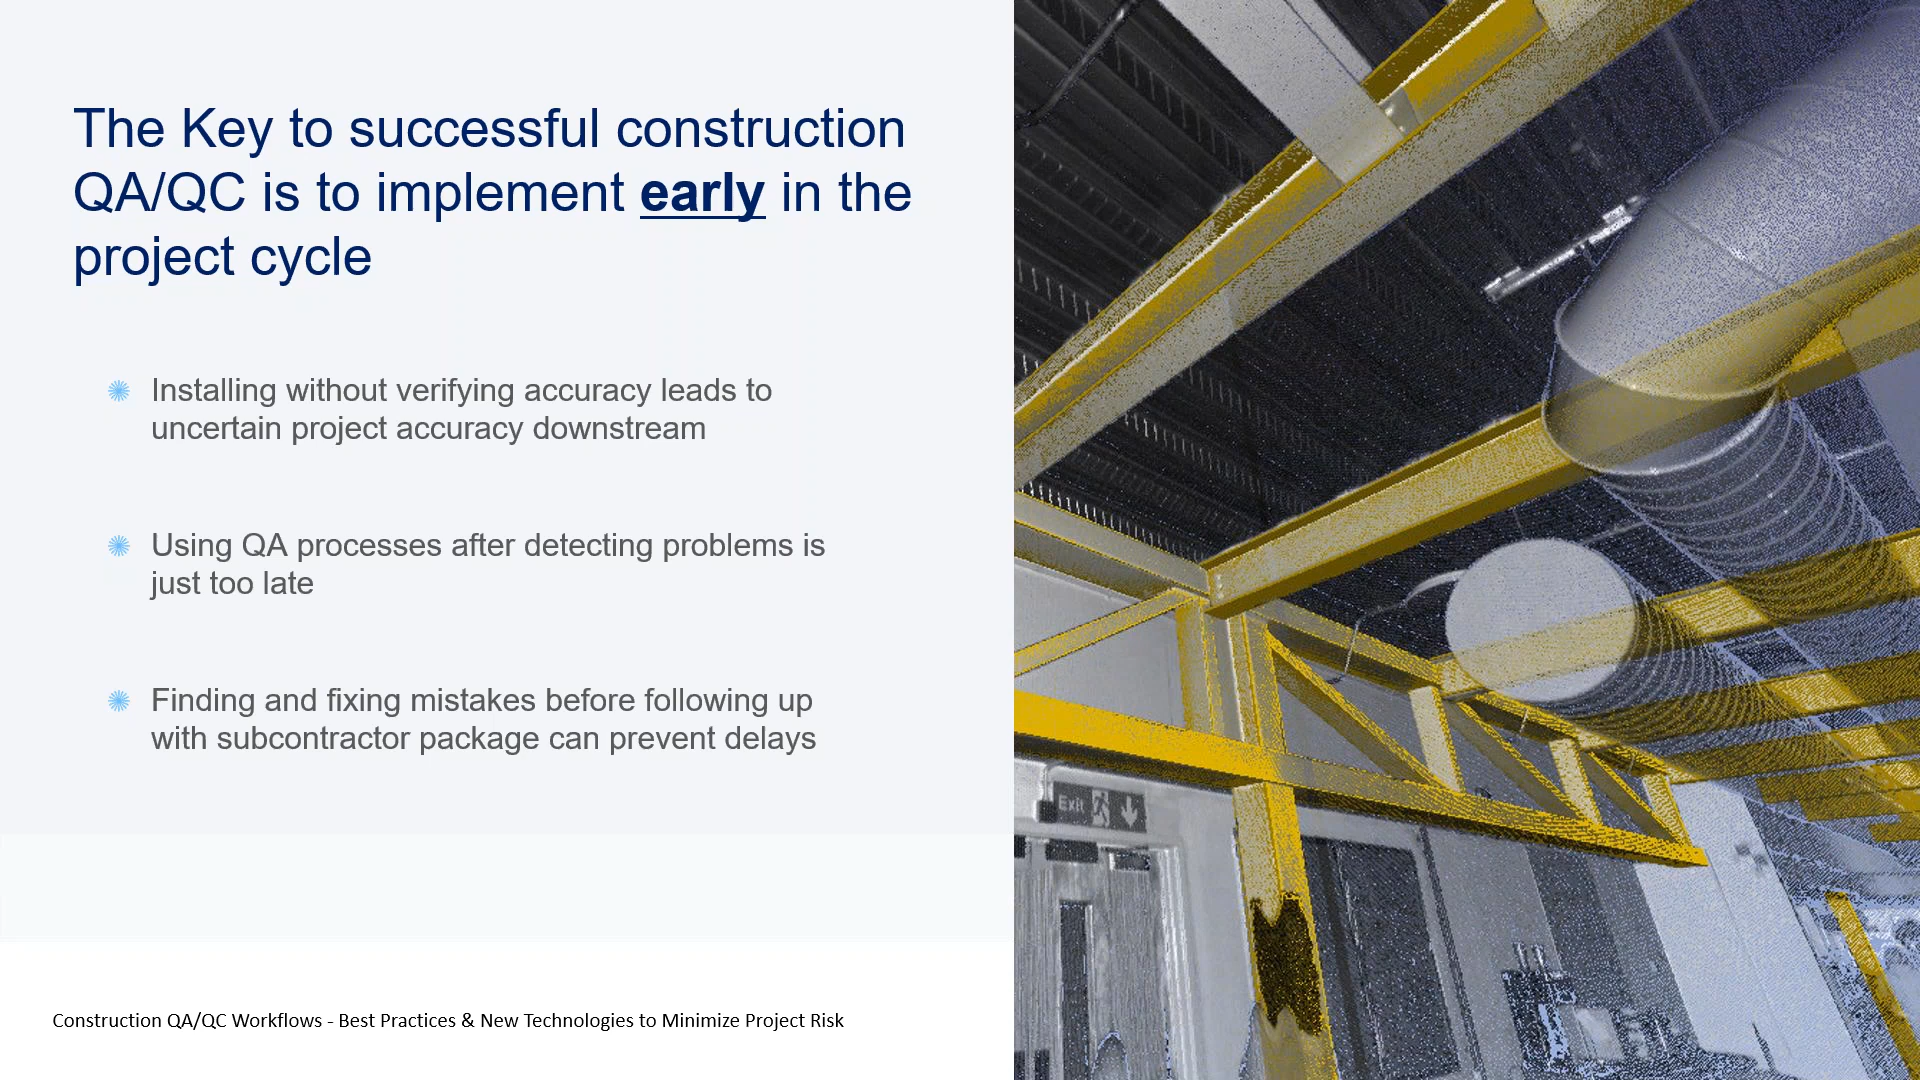 The Key to successful construction
QA/QC is to implement early in the
project cycle
Installing without verifying accuracy leads to
uncertain project accuracy downstream
Using QA processes after detecting problems is
just too late
Finding and fixing mistakes before following up
with subcontractor package can prevent delays
Exit
Construction QA/QC Workflows - Best Practices & New Technologies to Minimize Project Risk